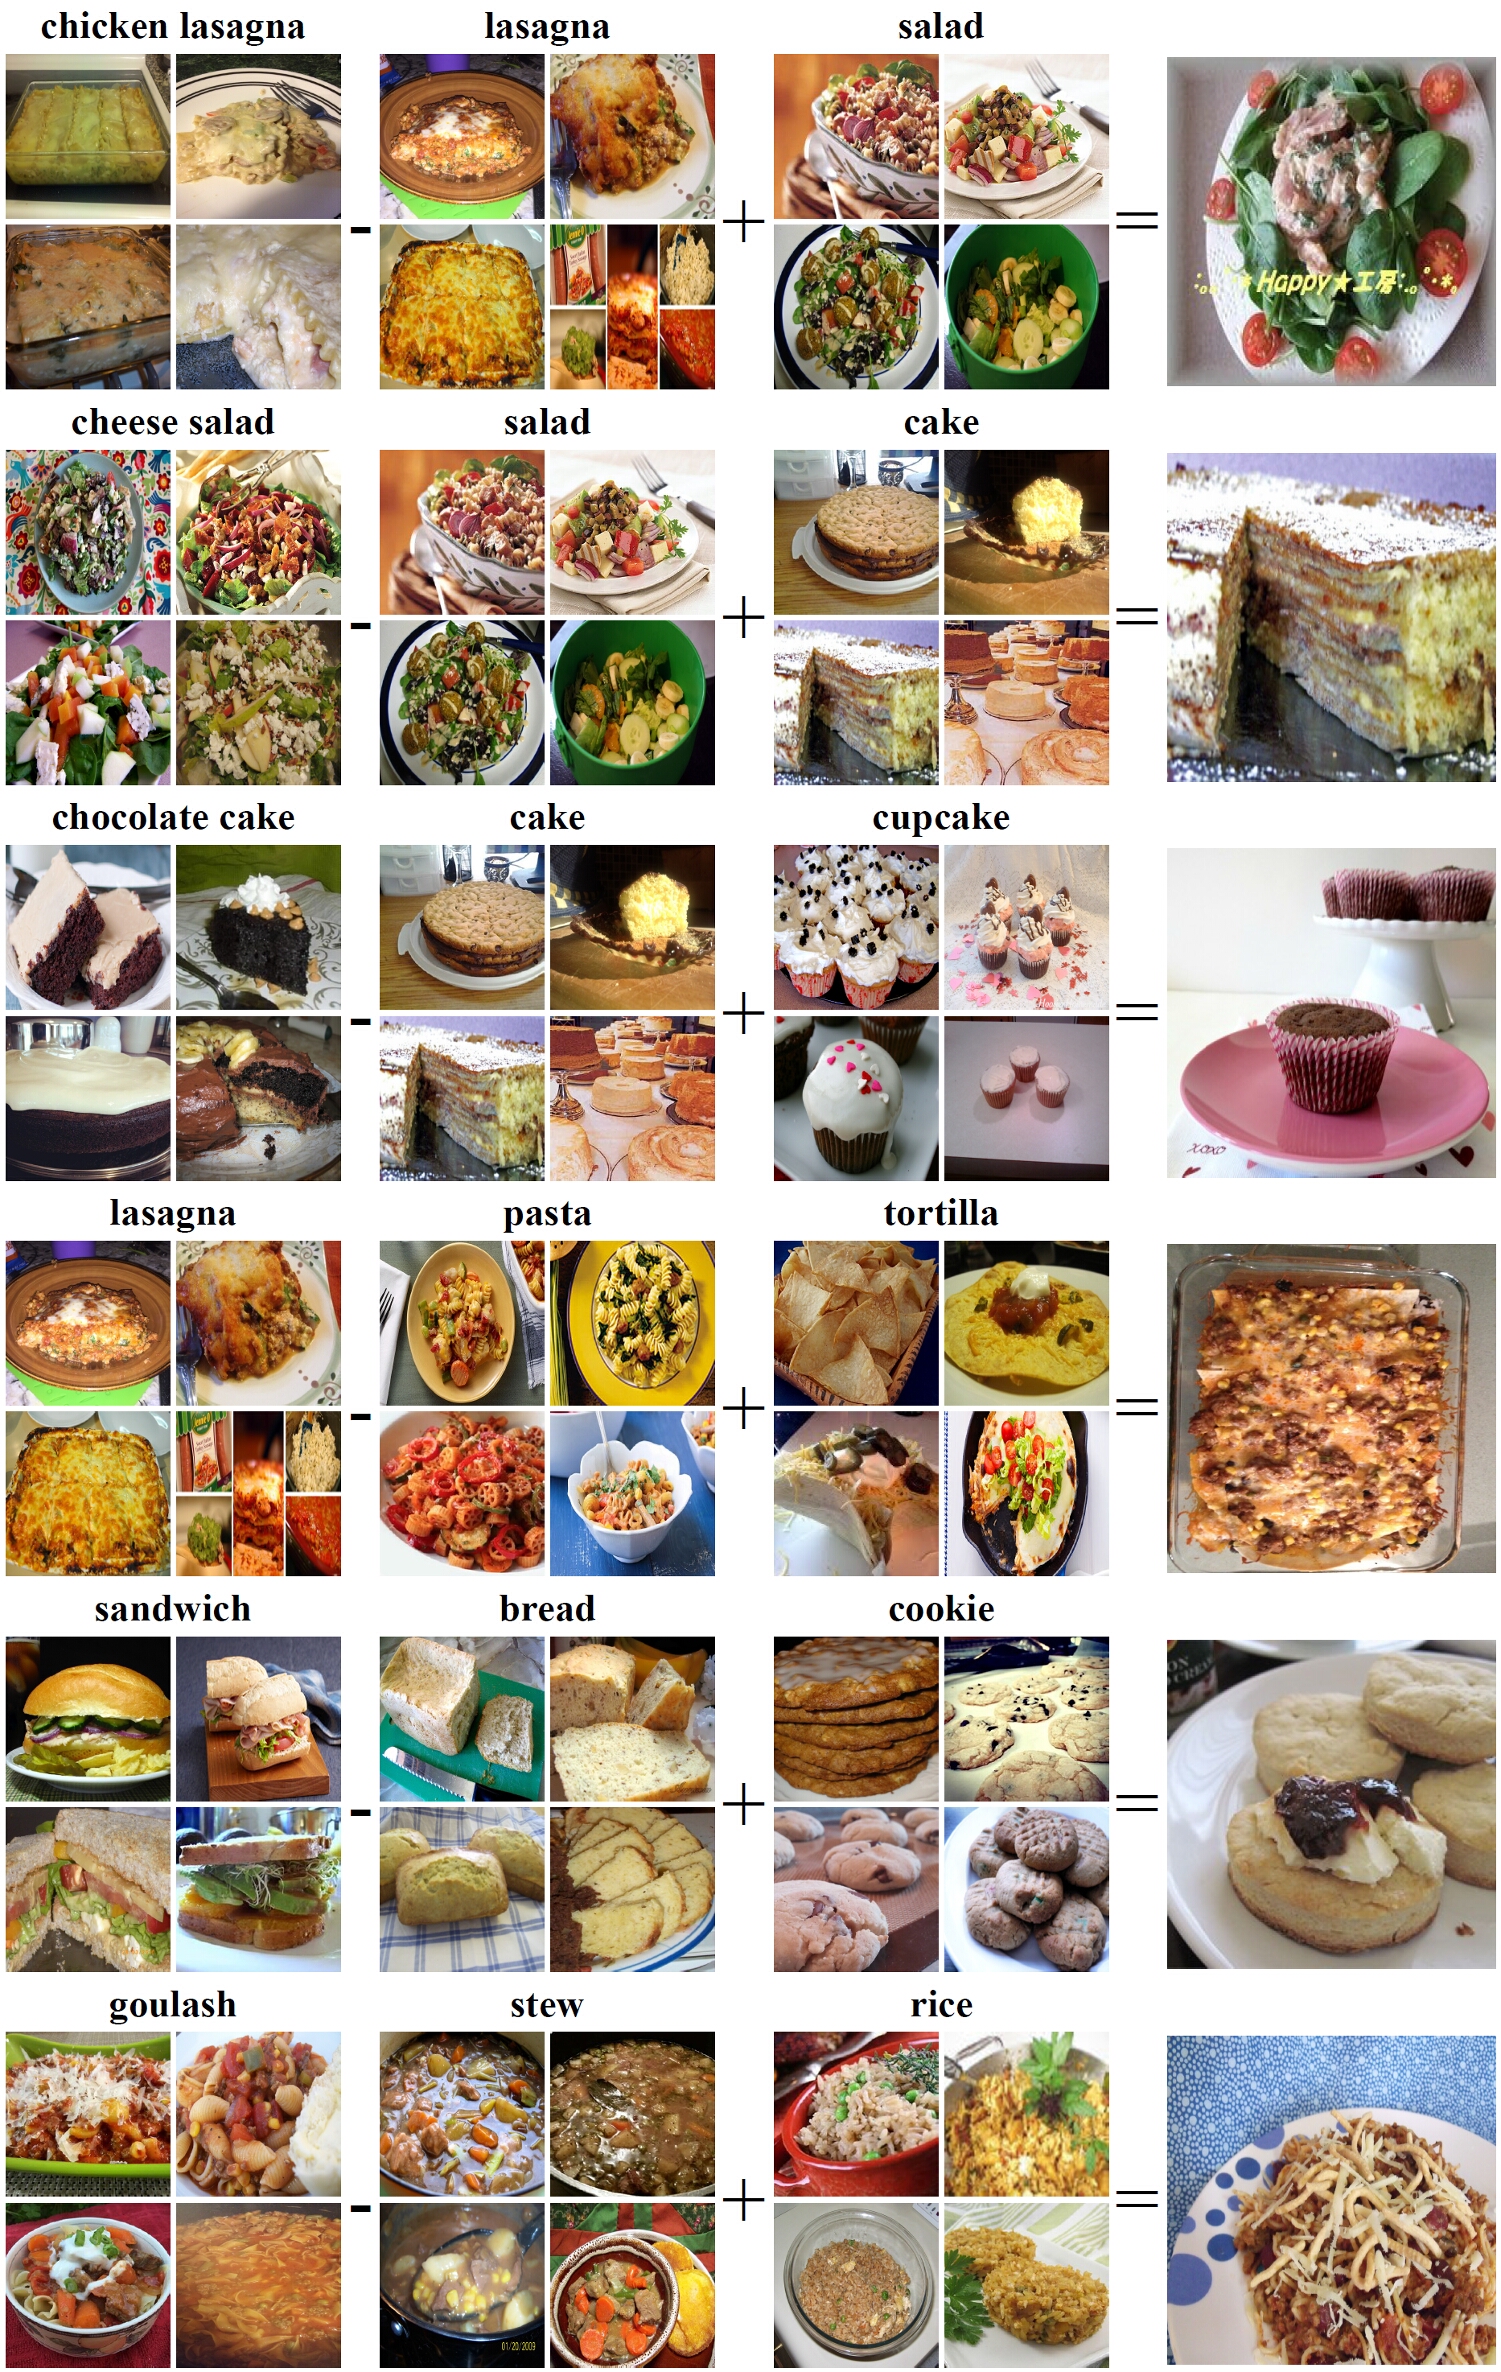 chicken lasagna
lasagna
salad
-
+
=
Happy★工房
cheese salad
salad
cake
-
+
=
chocolate cake
cake
cupcake
-
+
=
xoxo
lasagna
pasta
tortilla
-
+
=
sandwich
bread
cookie
-
+
=
goulash
stew
rice
-
+
=
01/20/2009